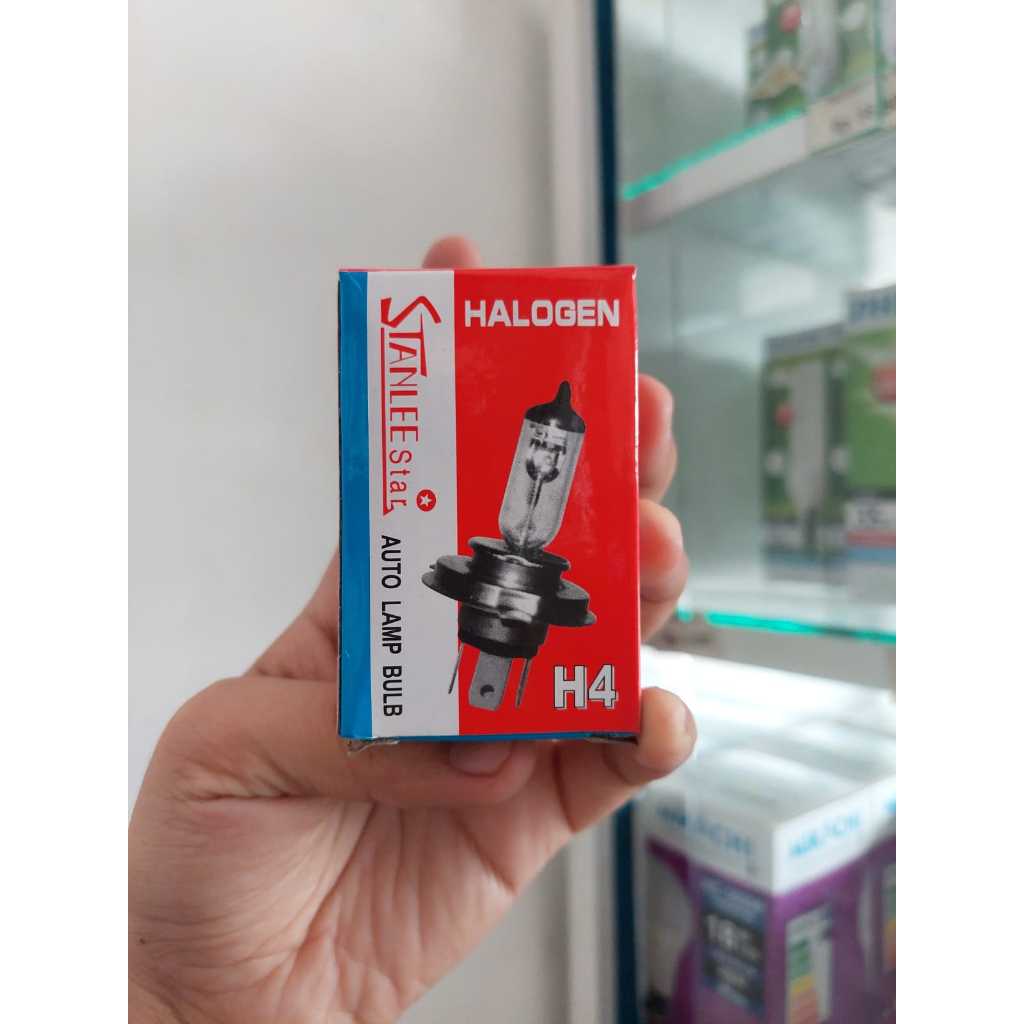 HALOGEN
STANLEE Star
AUTO LAMP BULB
H4